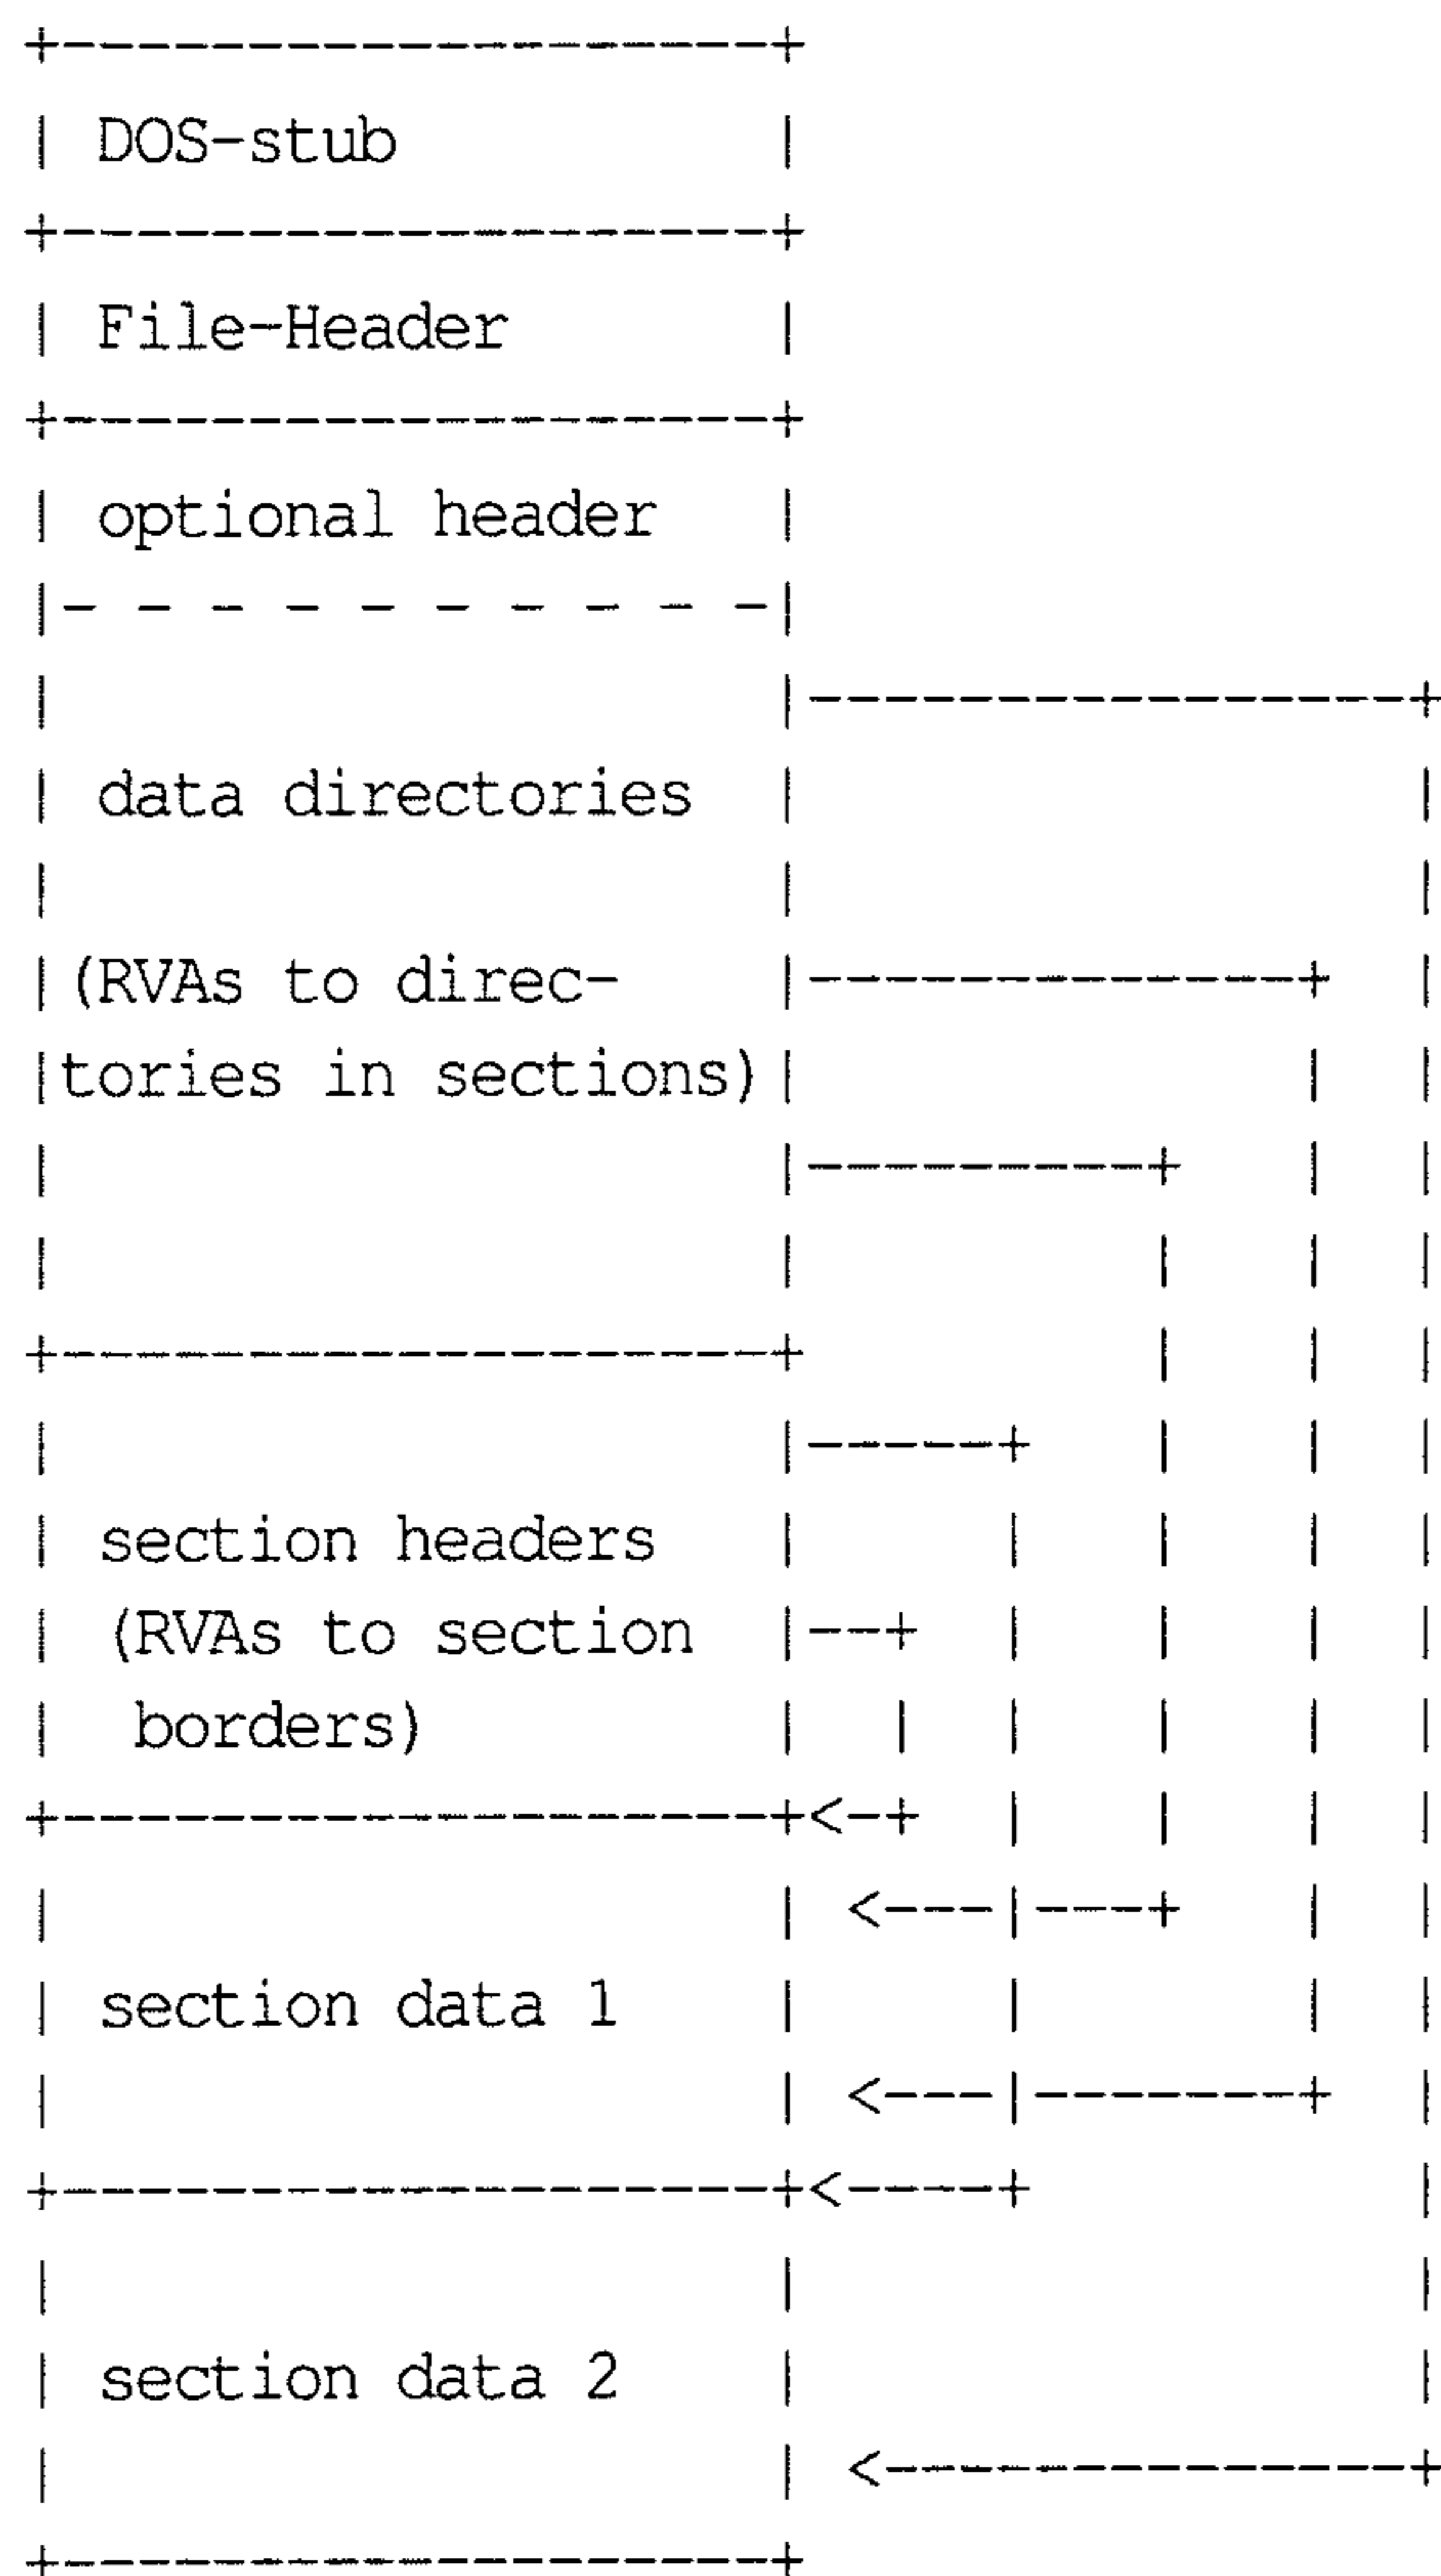 DOS-stub
File-Header
optional header
data directories
(RVAs to direc-
tories in sections)
section headers
(RVAs to section
borders)
section data 1
section data 2